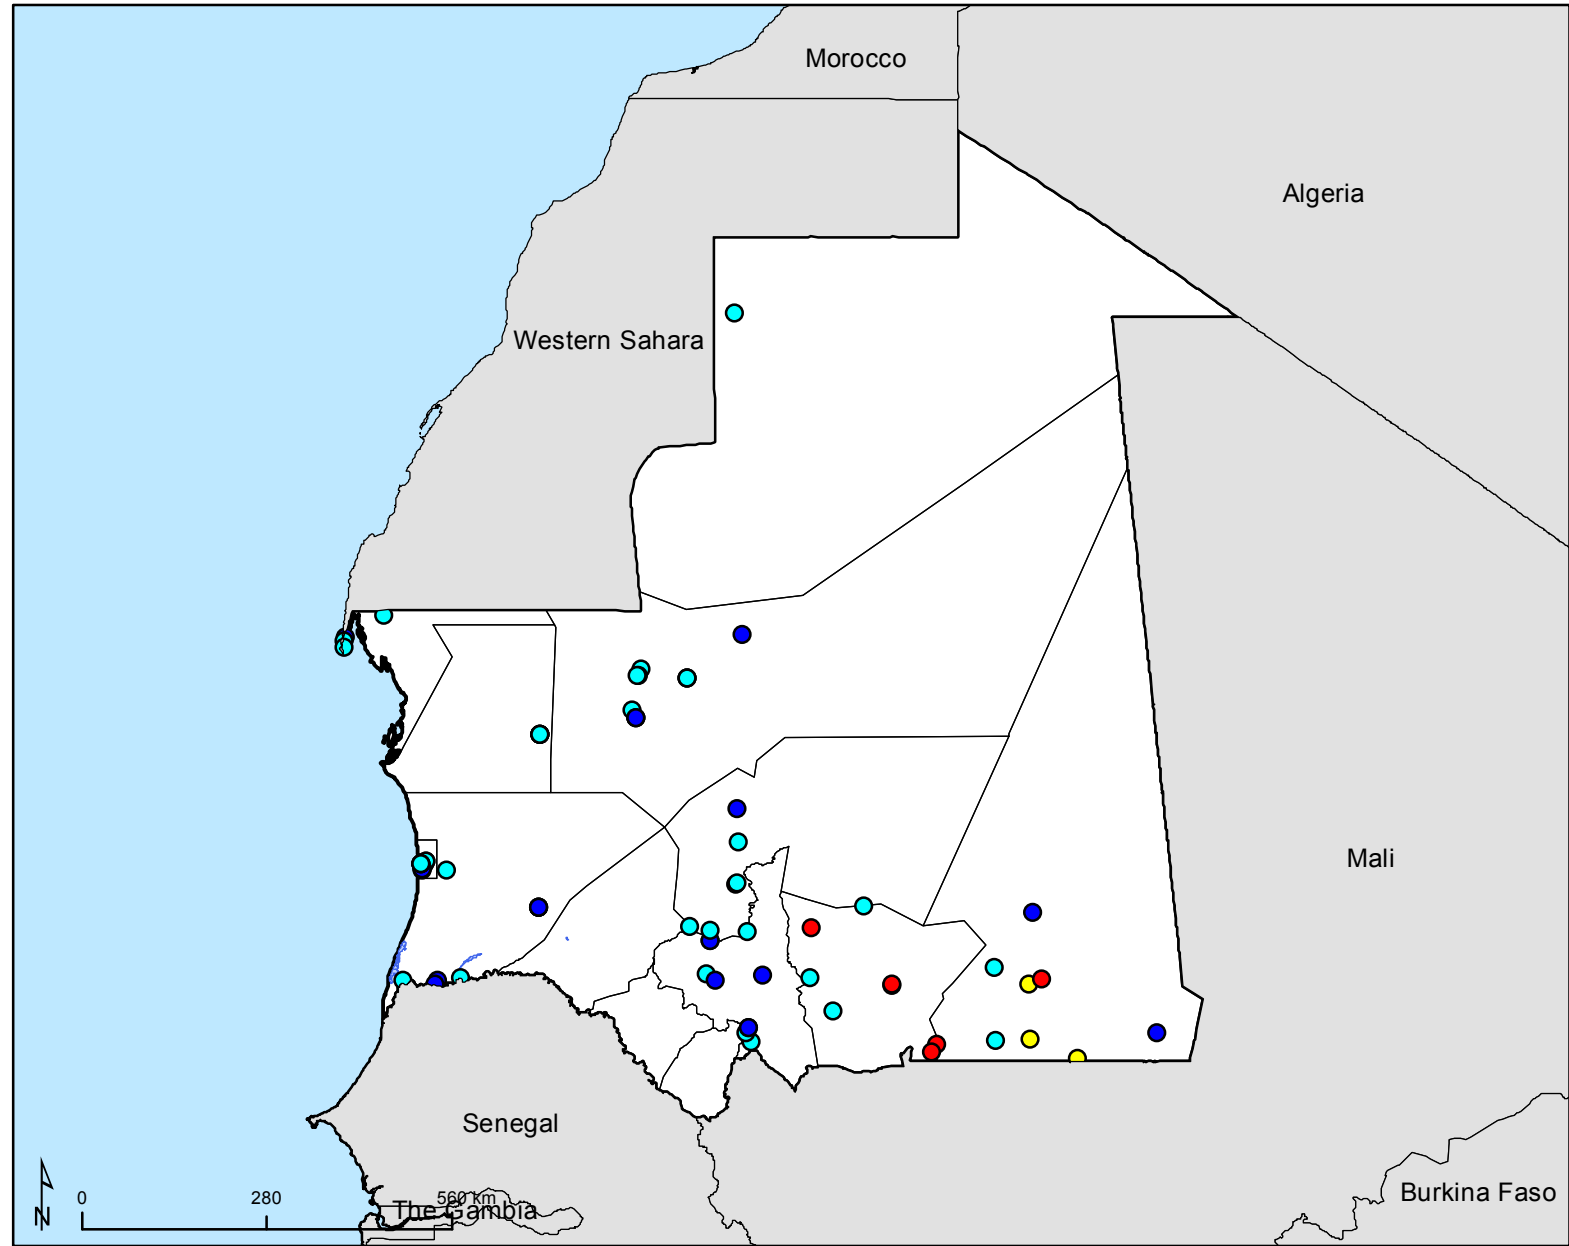 Morocco
Algeria
Western Sahara
Mali
Senegal
Burkina Faso
0 280 560 km
The Gambia
N